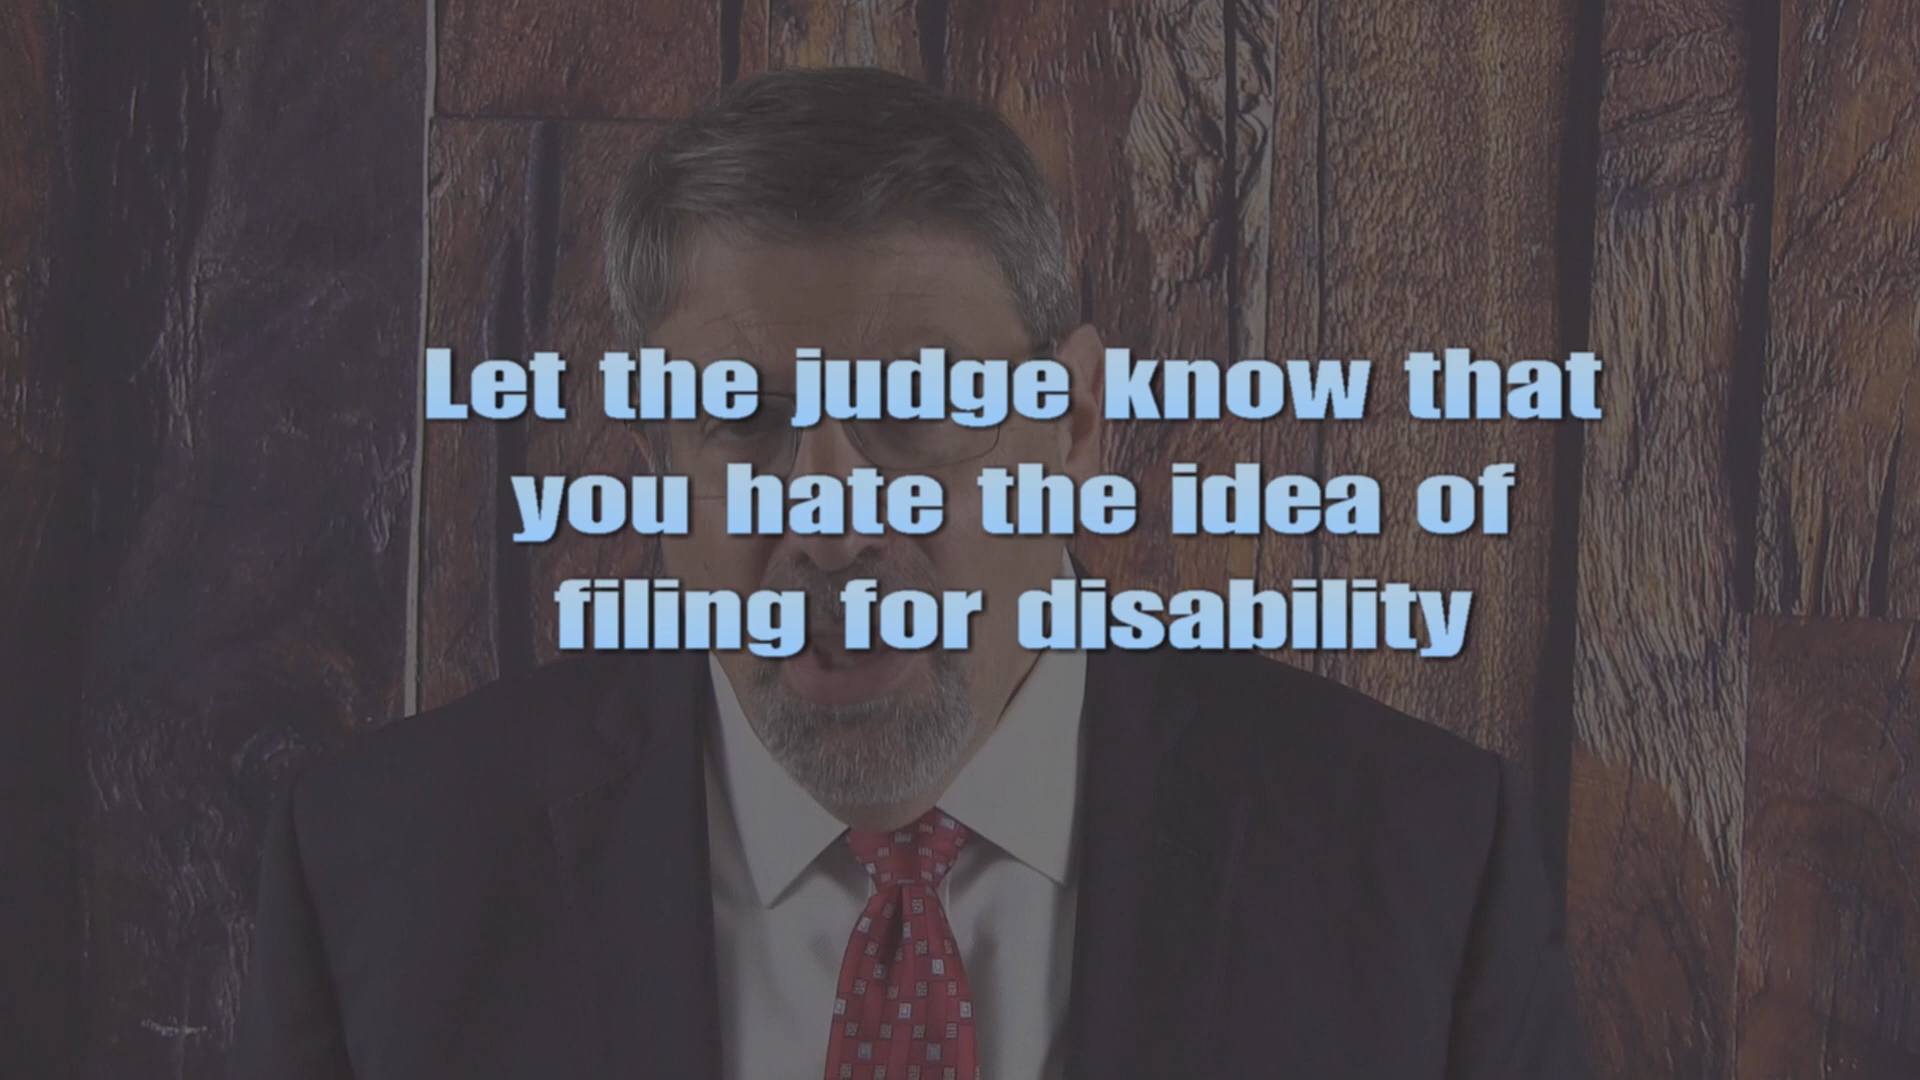 Let the judge know that
you hate the idea of
filing for disability